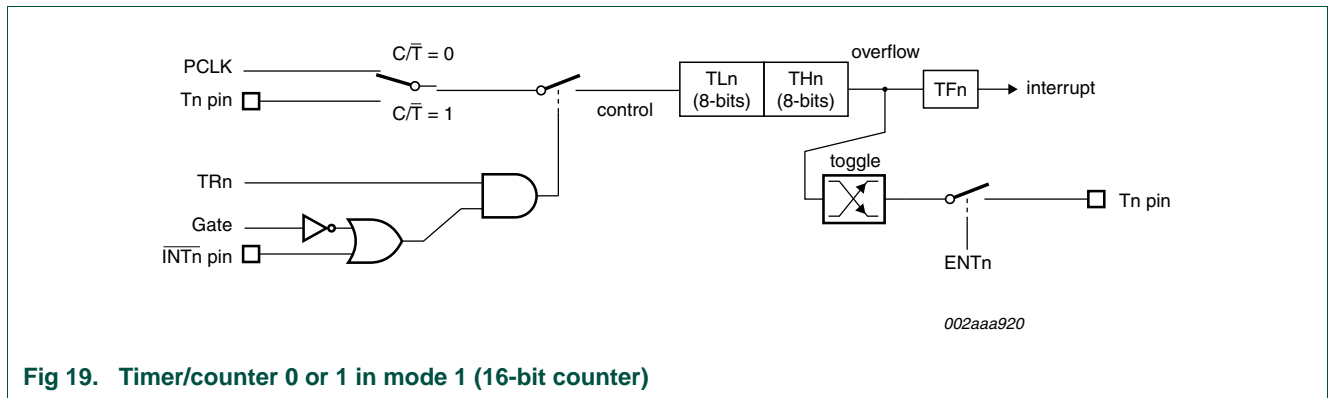 PCLK
C/T̅ = 0
Tn pin
C/T̅ = 1
control
TLn
(8-bits)
THn
(8-bits)
overflow
TFn
interrupt
toggle
TRn
Gate
I̅N̅T̅n̅ pin
Tn pin
ENTn
002aaa920
Fig 19. Timer/counter 0 or 1 in mode 1 (16-bit counter)